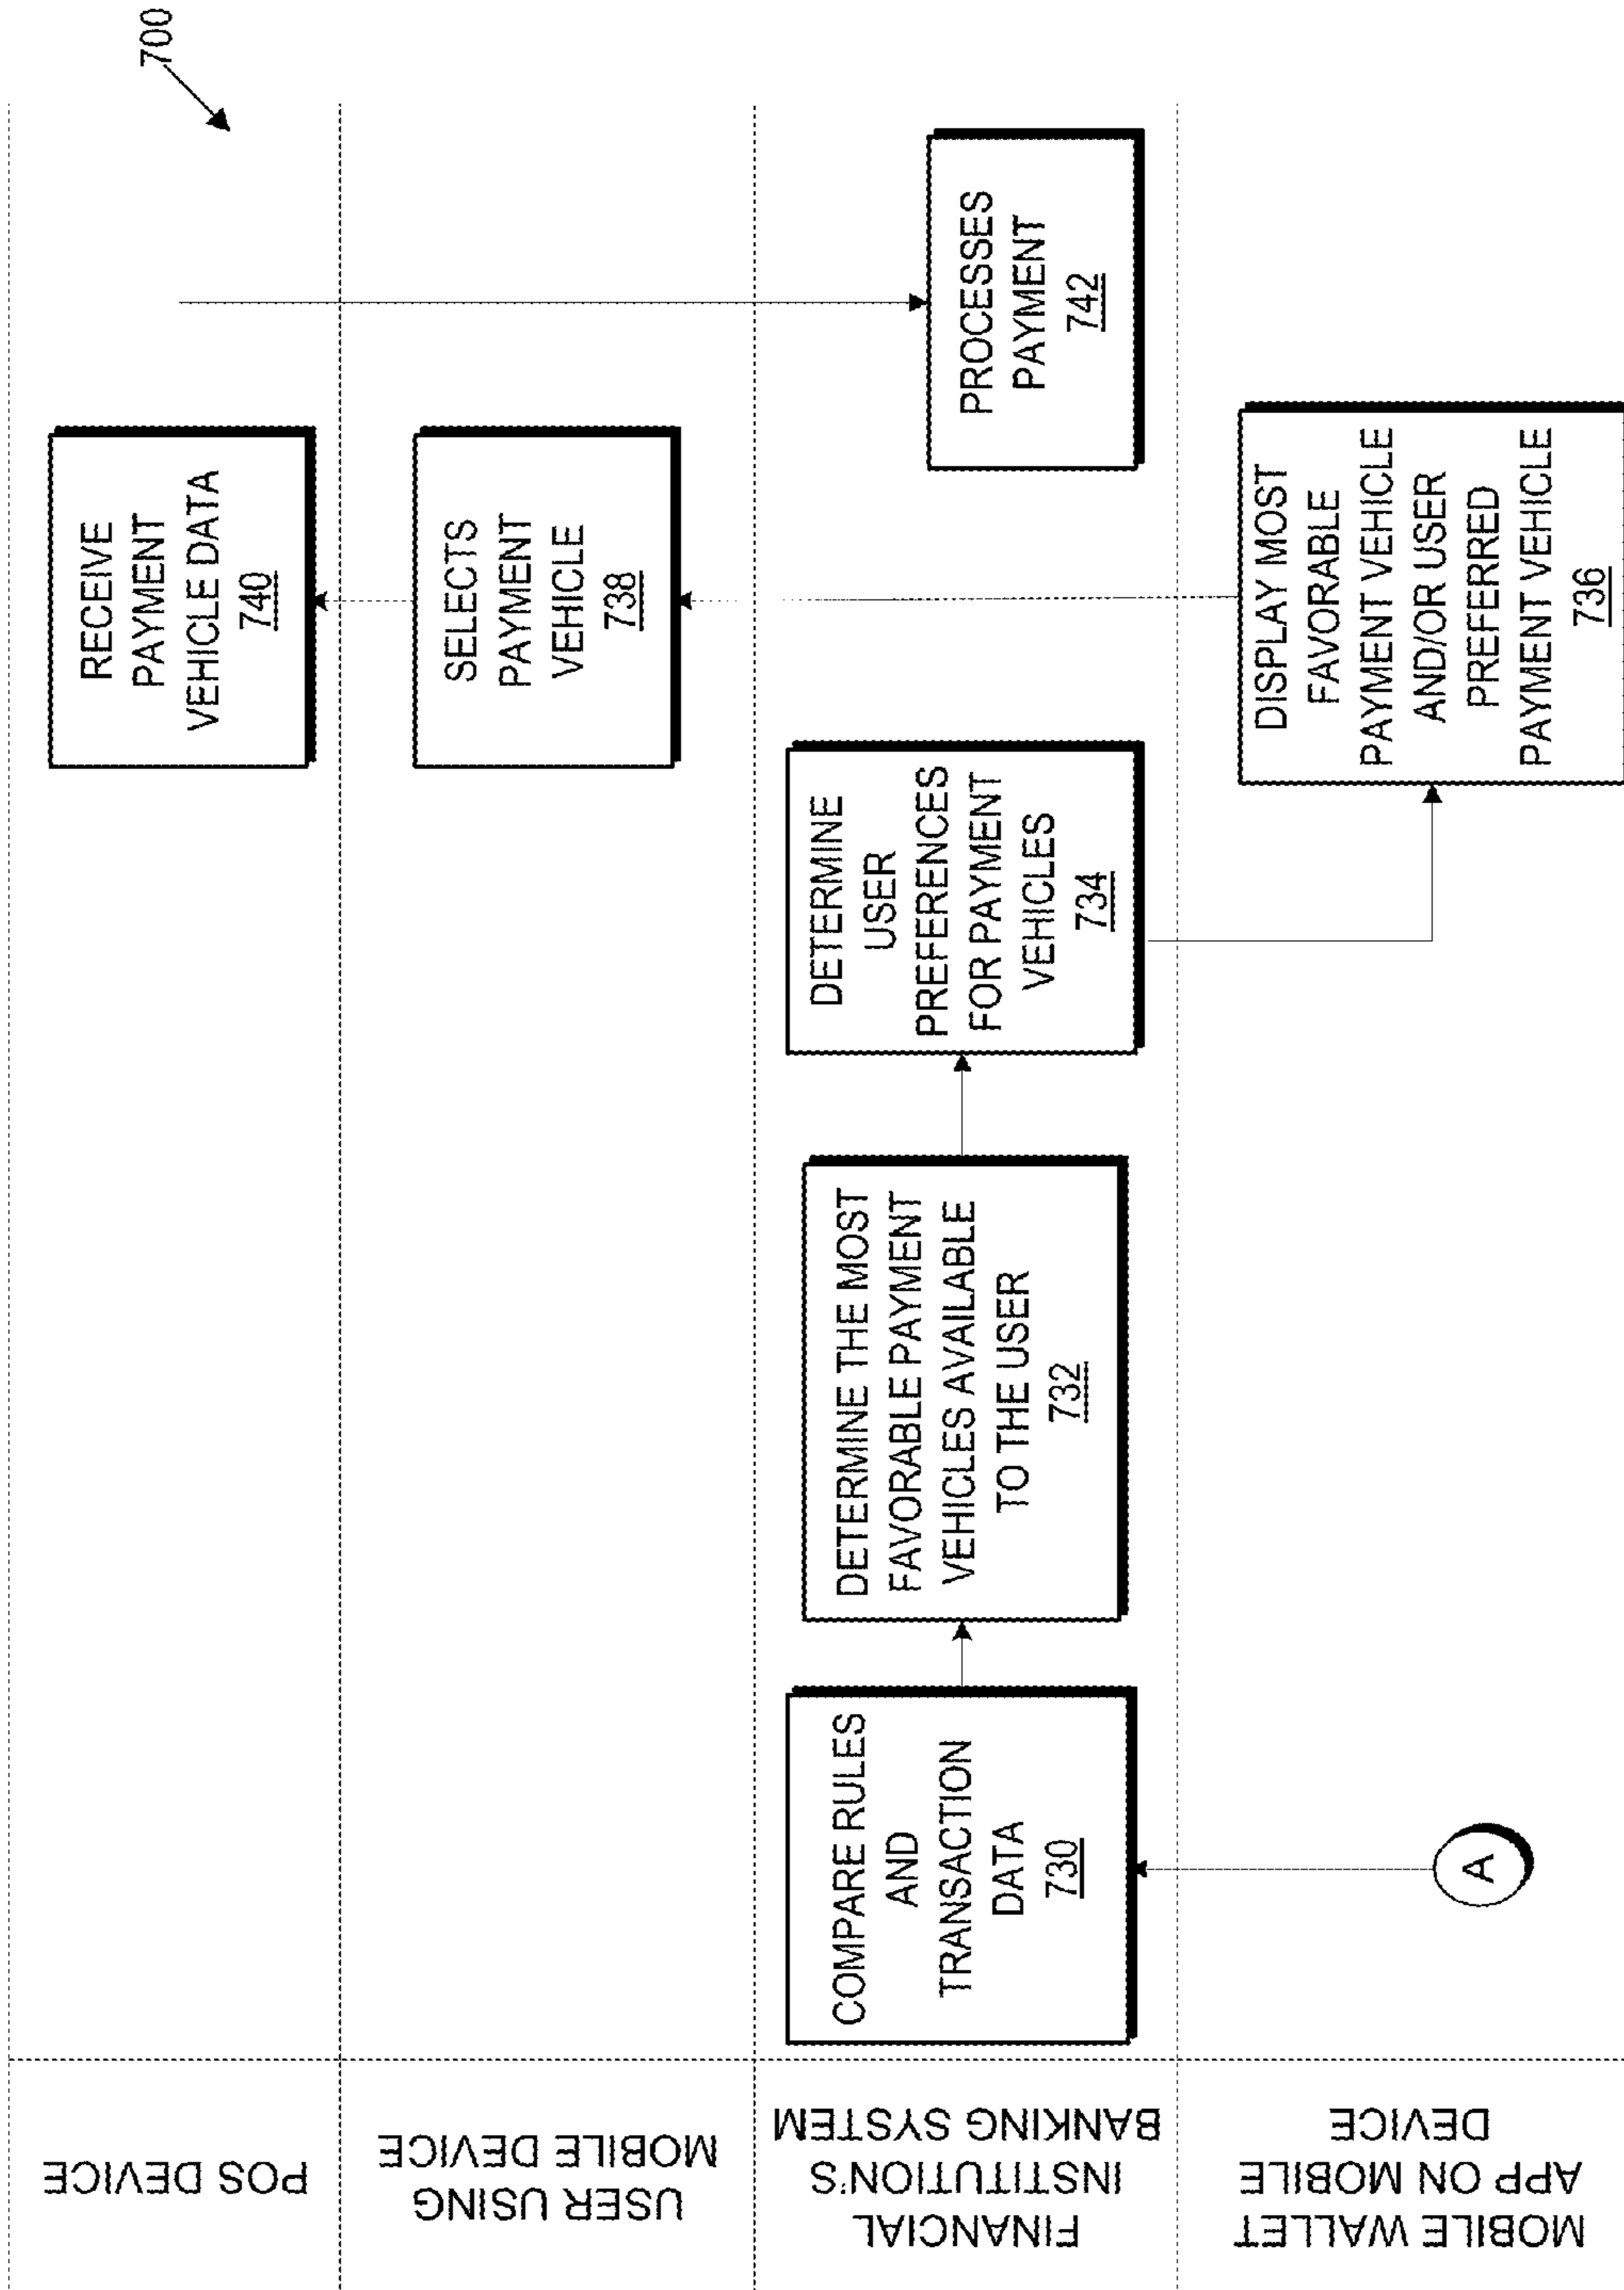 700
POS DEVICE
RECEIVE
PAYMENT
VEHICLE DATA
740
USER USING
MOBILE DEVICE
SELECTS
PAYMENT
VEHICLE
738
FINANCIAL
INSTITUTION'S
BANKING SYSTEM
COMPARE RULES
AND
TRANSACTION
DATA
730
DETERMINE THE MOST
FAVORABLE PAYMENT
VEHICLES AVAILABLE
TO THE USER
732
DETERMINE
USER
PREFERENCES
FOR PAYMENT
VEHICLES
734
PROCESSES
PAYMENT
742
MOBILE WALLET
APP ON MOBILE
DEVICE
A
DISPLAY MOST
FAVORABLE
PAYMENT VEHICLE
AND/OR USER
PREFERRED
PAYMENT VEHICLE
736